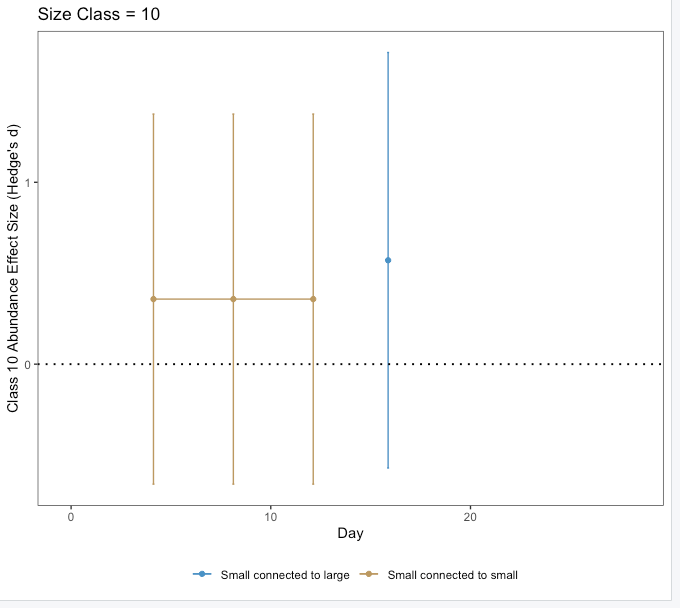 Size Class = 10
Class 10 Abundance Effect Size (Hedge's d)
1
0
0 10 20
Day
Small connected to large Small connected to small